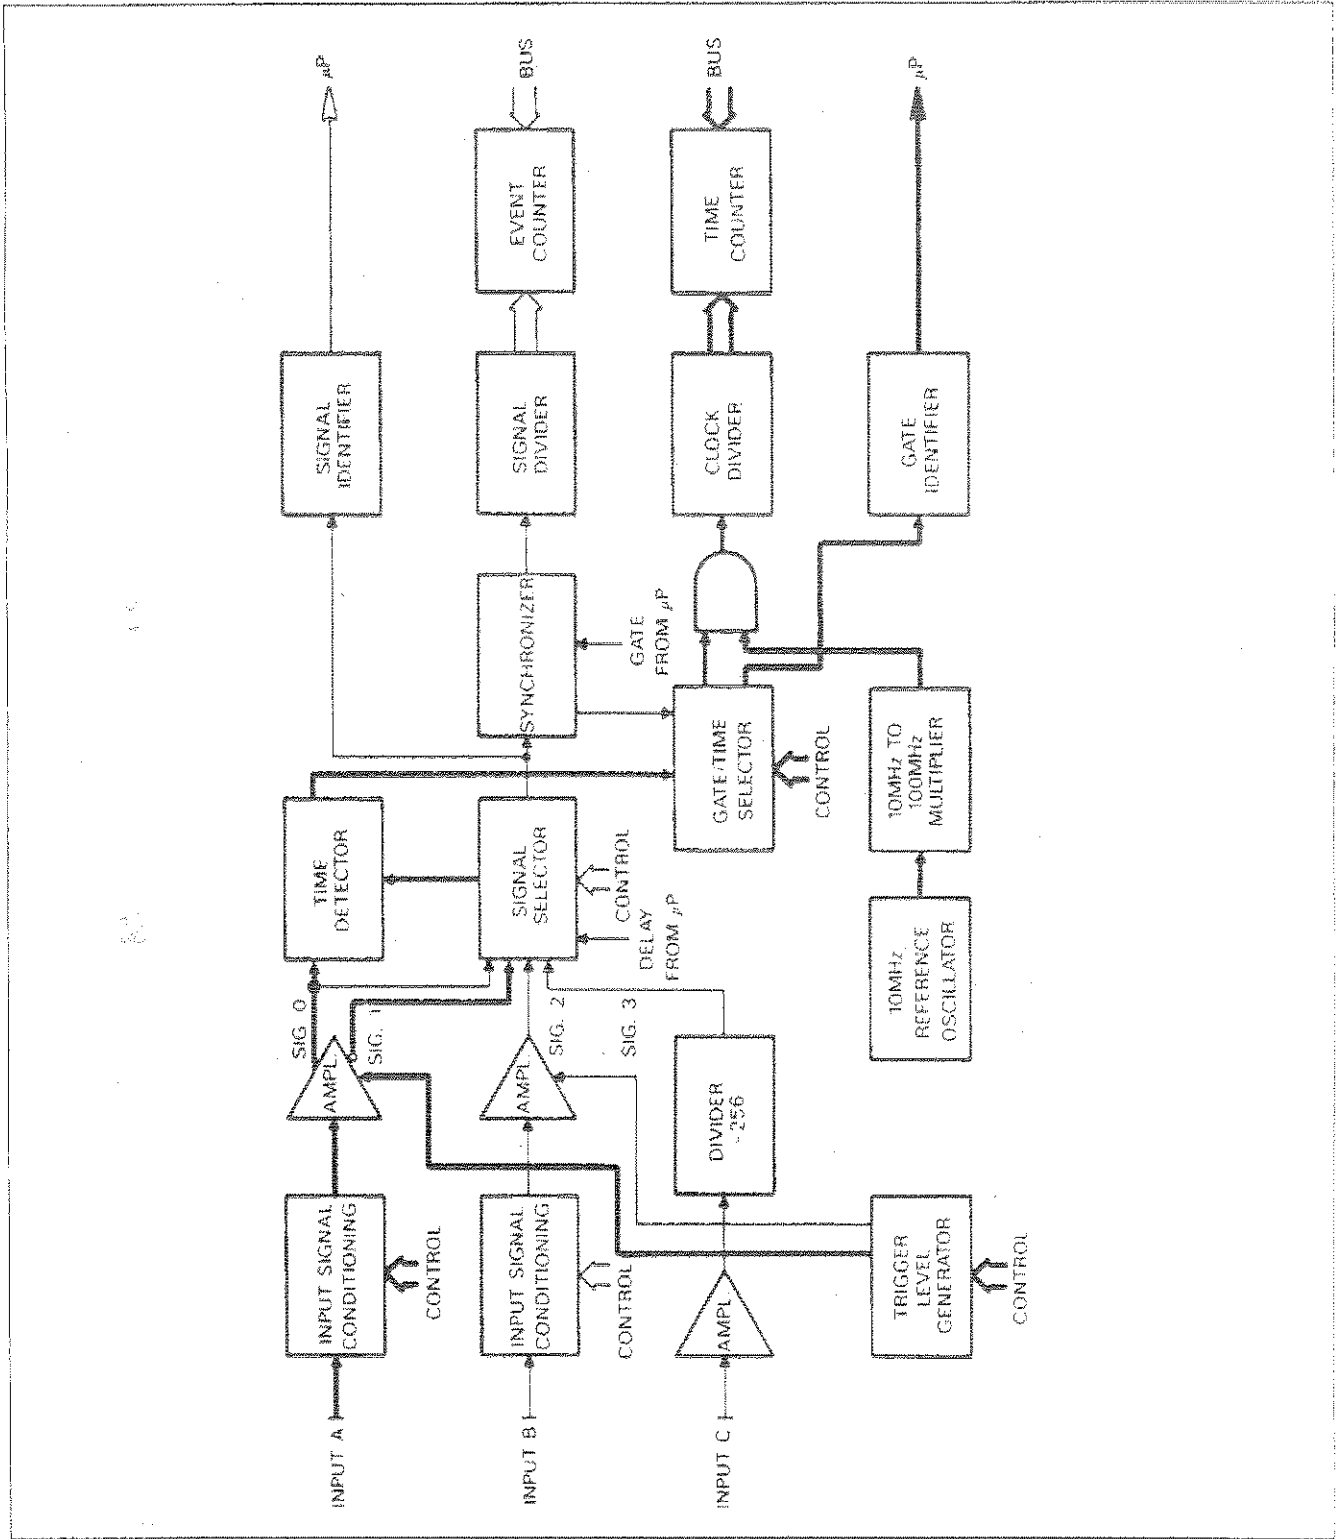 INPUT A
INPUT SIGNAL
CONDITIONING
CONTROL
AMPL.
SIG. 0
SIG. 1
TIME
DETECTOR
SIGNAL
IDENTIFIER
µP
INPUT B
INPUT SIGNAL
CONDITIONING
CONTROL
AMPL.
SIG. 2
SIG. 3
SIGNAL
SELECTOR
CONTROL
DELAY
FROM µP
SYNCHRONIZER
GATE
FROM µP
SIGNAL
DIVIDER
EVENT
COUNTER
BUS
INPUT C
AMPL.
DIVIDER
-256
GATE/TIME
SELECTOR
CONTROL
CLOCK
DIVIDER
TIME
COUNTER
BUS
TRIGGER
LEVEL
GENERATOR
CONTROL
10MHz
REFERENCE
OSCILLATOR
10MHz TO
100MHz
MULTIPLIER
GATE
IDENTIFIER
µP